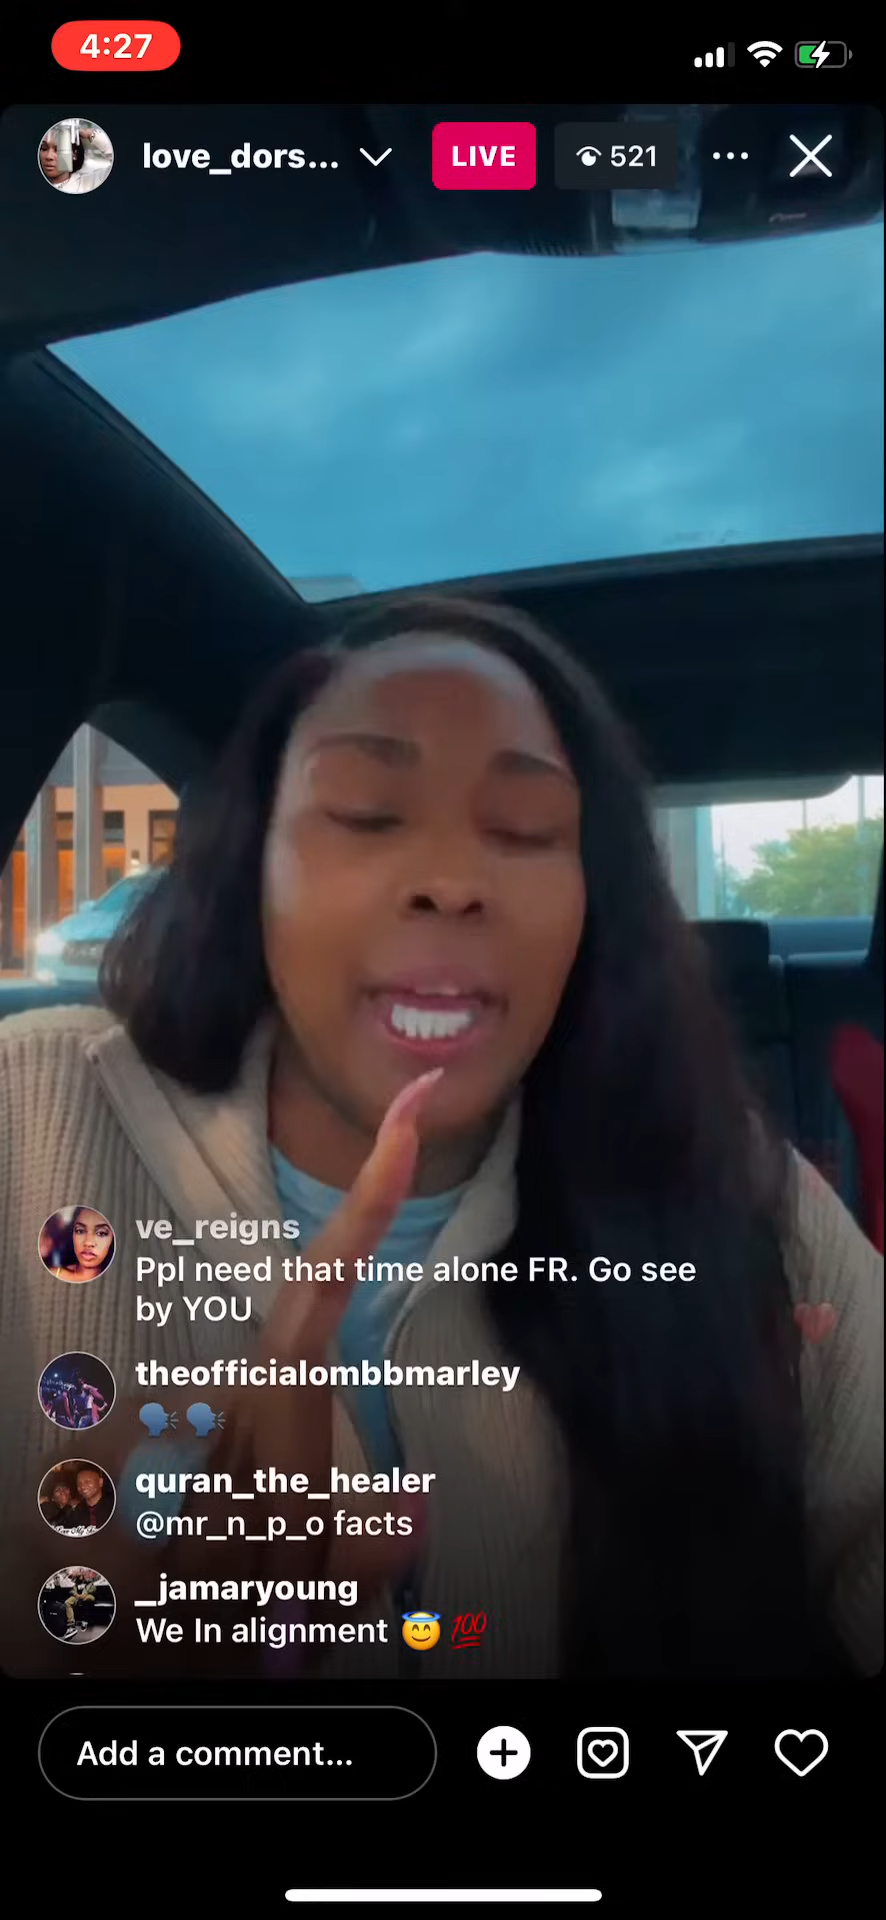 4:27
love_dors...
LIVE
521
ve_reigns
Ppl need that time alone FR. Go see
by YOU
theofficialombbmarley
🗣️🗣️
quran_the_healer
@mr_n_p_o facts
_jamaryoung
We In alignment 😇💯
Add a comment...